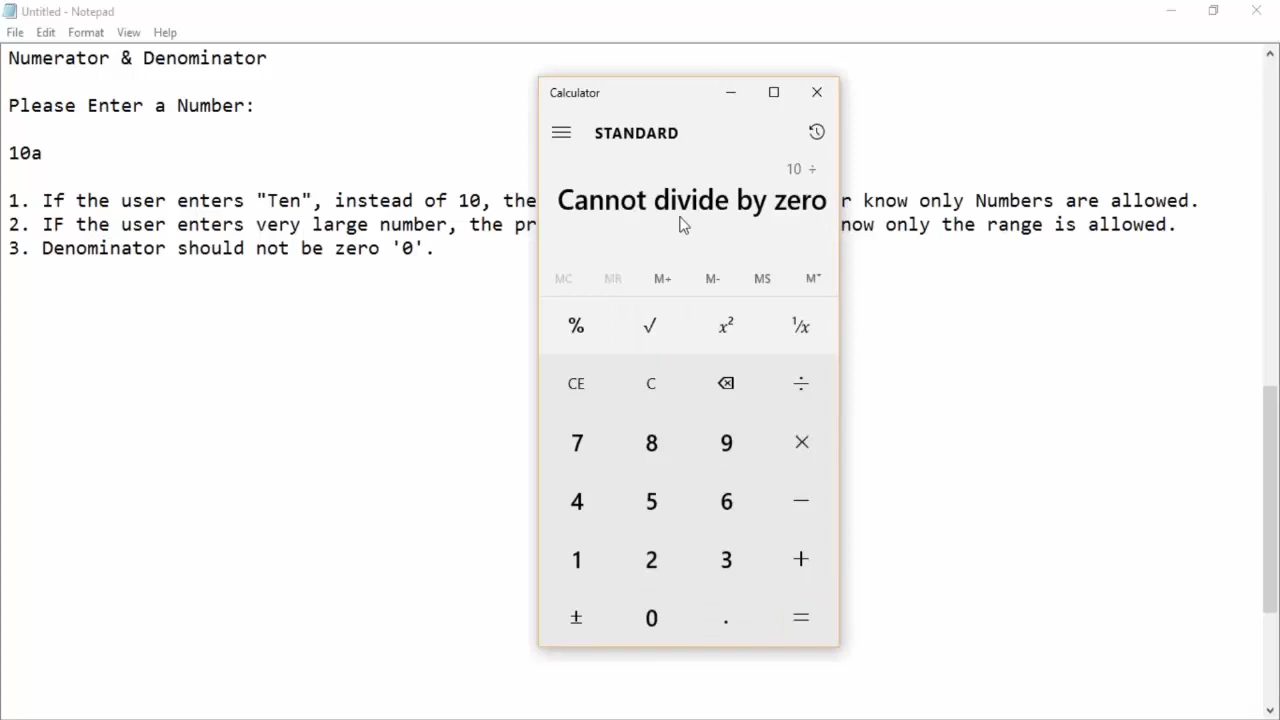 Untitled - Notepad
File Edit Format View Help
Numerator & Denominator
Please Enter a Number:
10a
1. If the user enters "Ten", instead of 10, the r know only Numbers are allowed.
2. IF the user enters very large number, the pr now only the range is allowed.
3. Denominator should not be zero '0'.
Calculator
STANDARD
10 ÷
Cannot divide by zero
MC MR M+ M- MS M˅
% √ x² ¹/x
CE C ⌫ ÷
7 8 9 ×
4 5 6 −
1 2 3 +
± 0 . =